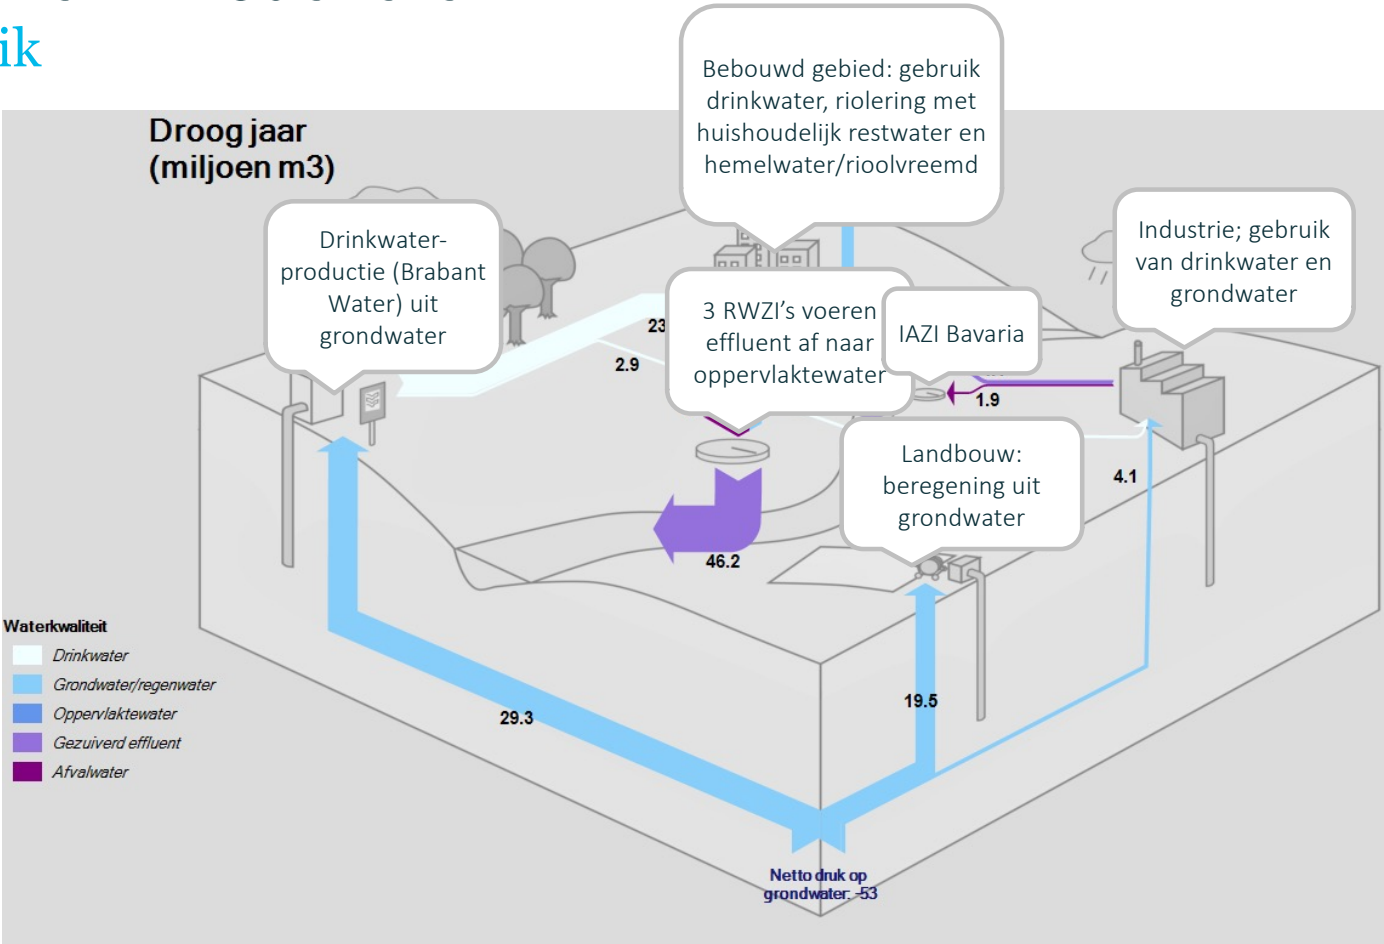 ik
Droog jaar
(miljoen m3)
Bebouwd gebied: gebruik
drinkwater, riolering met
huishoudelijk restwater en
hemelwater/rioolvreemd
Drinkwater-
productie (Brabant
Water) uit
grondwater
Industrie; gebruik
van drinkwater en
grondwater
3 RWZI’s voeren
effluent af naar
oppervlaktewater
IAZI Bavaria
23
2.9
1.9
Landbouw:
beregening uit
grondwater
4.1
46.2
Waterkwaliteit
Drinkwater
Grondwater/regenwater
Oppervlaktewater
Gezuiverd effluent
Afvalwater
29.3
19.5
Netto druk op
grondwater: -53